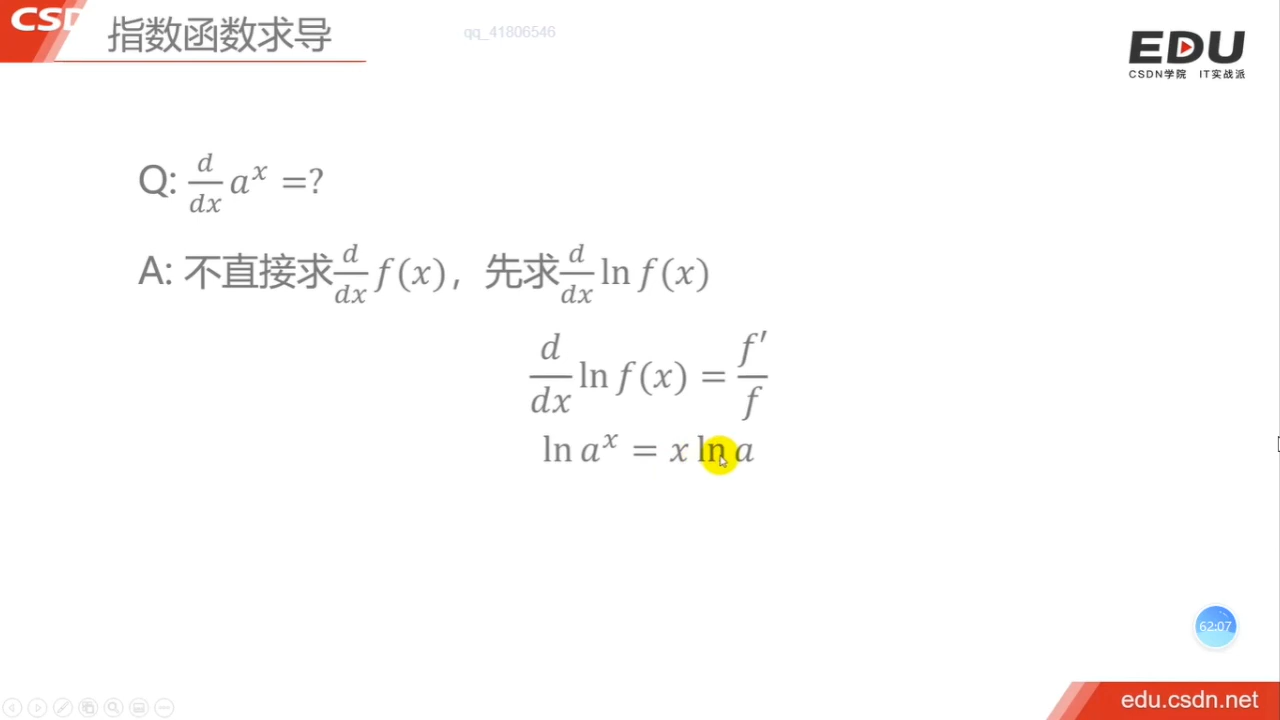 CSD
指数函数求导
qq_41806546
EDU
CSDN学院 IT实战派
Q: d/dx a^x =?
A: 不直接求 d/dx f(x)，先求 d/dx ln f(x)
d/dx ln f(x) = f′/f
ln a^x = x ln a
62:07
edu.csdn.net